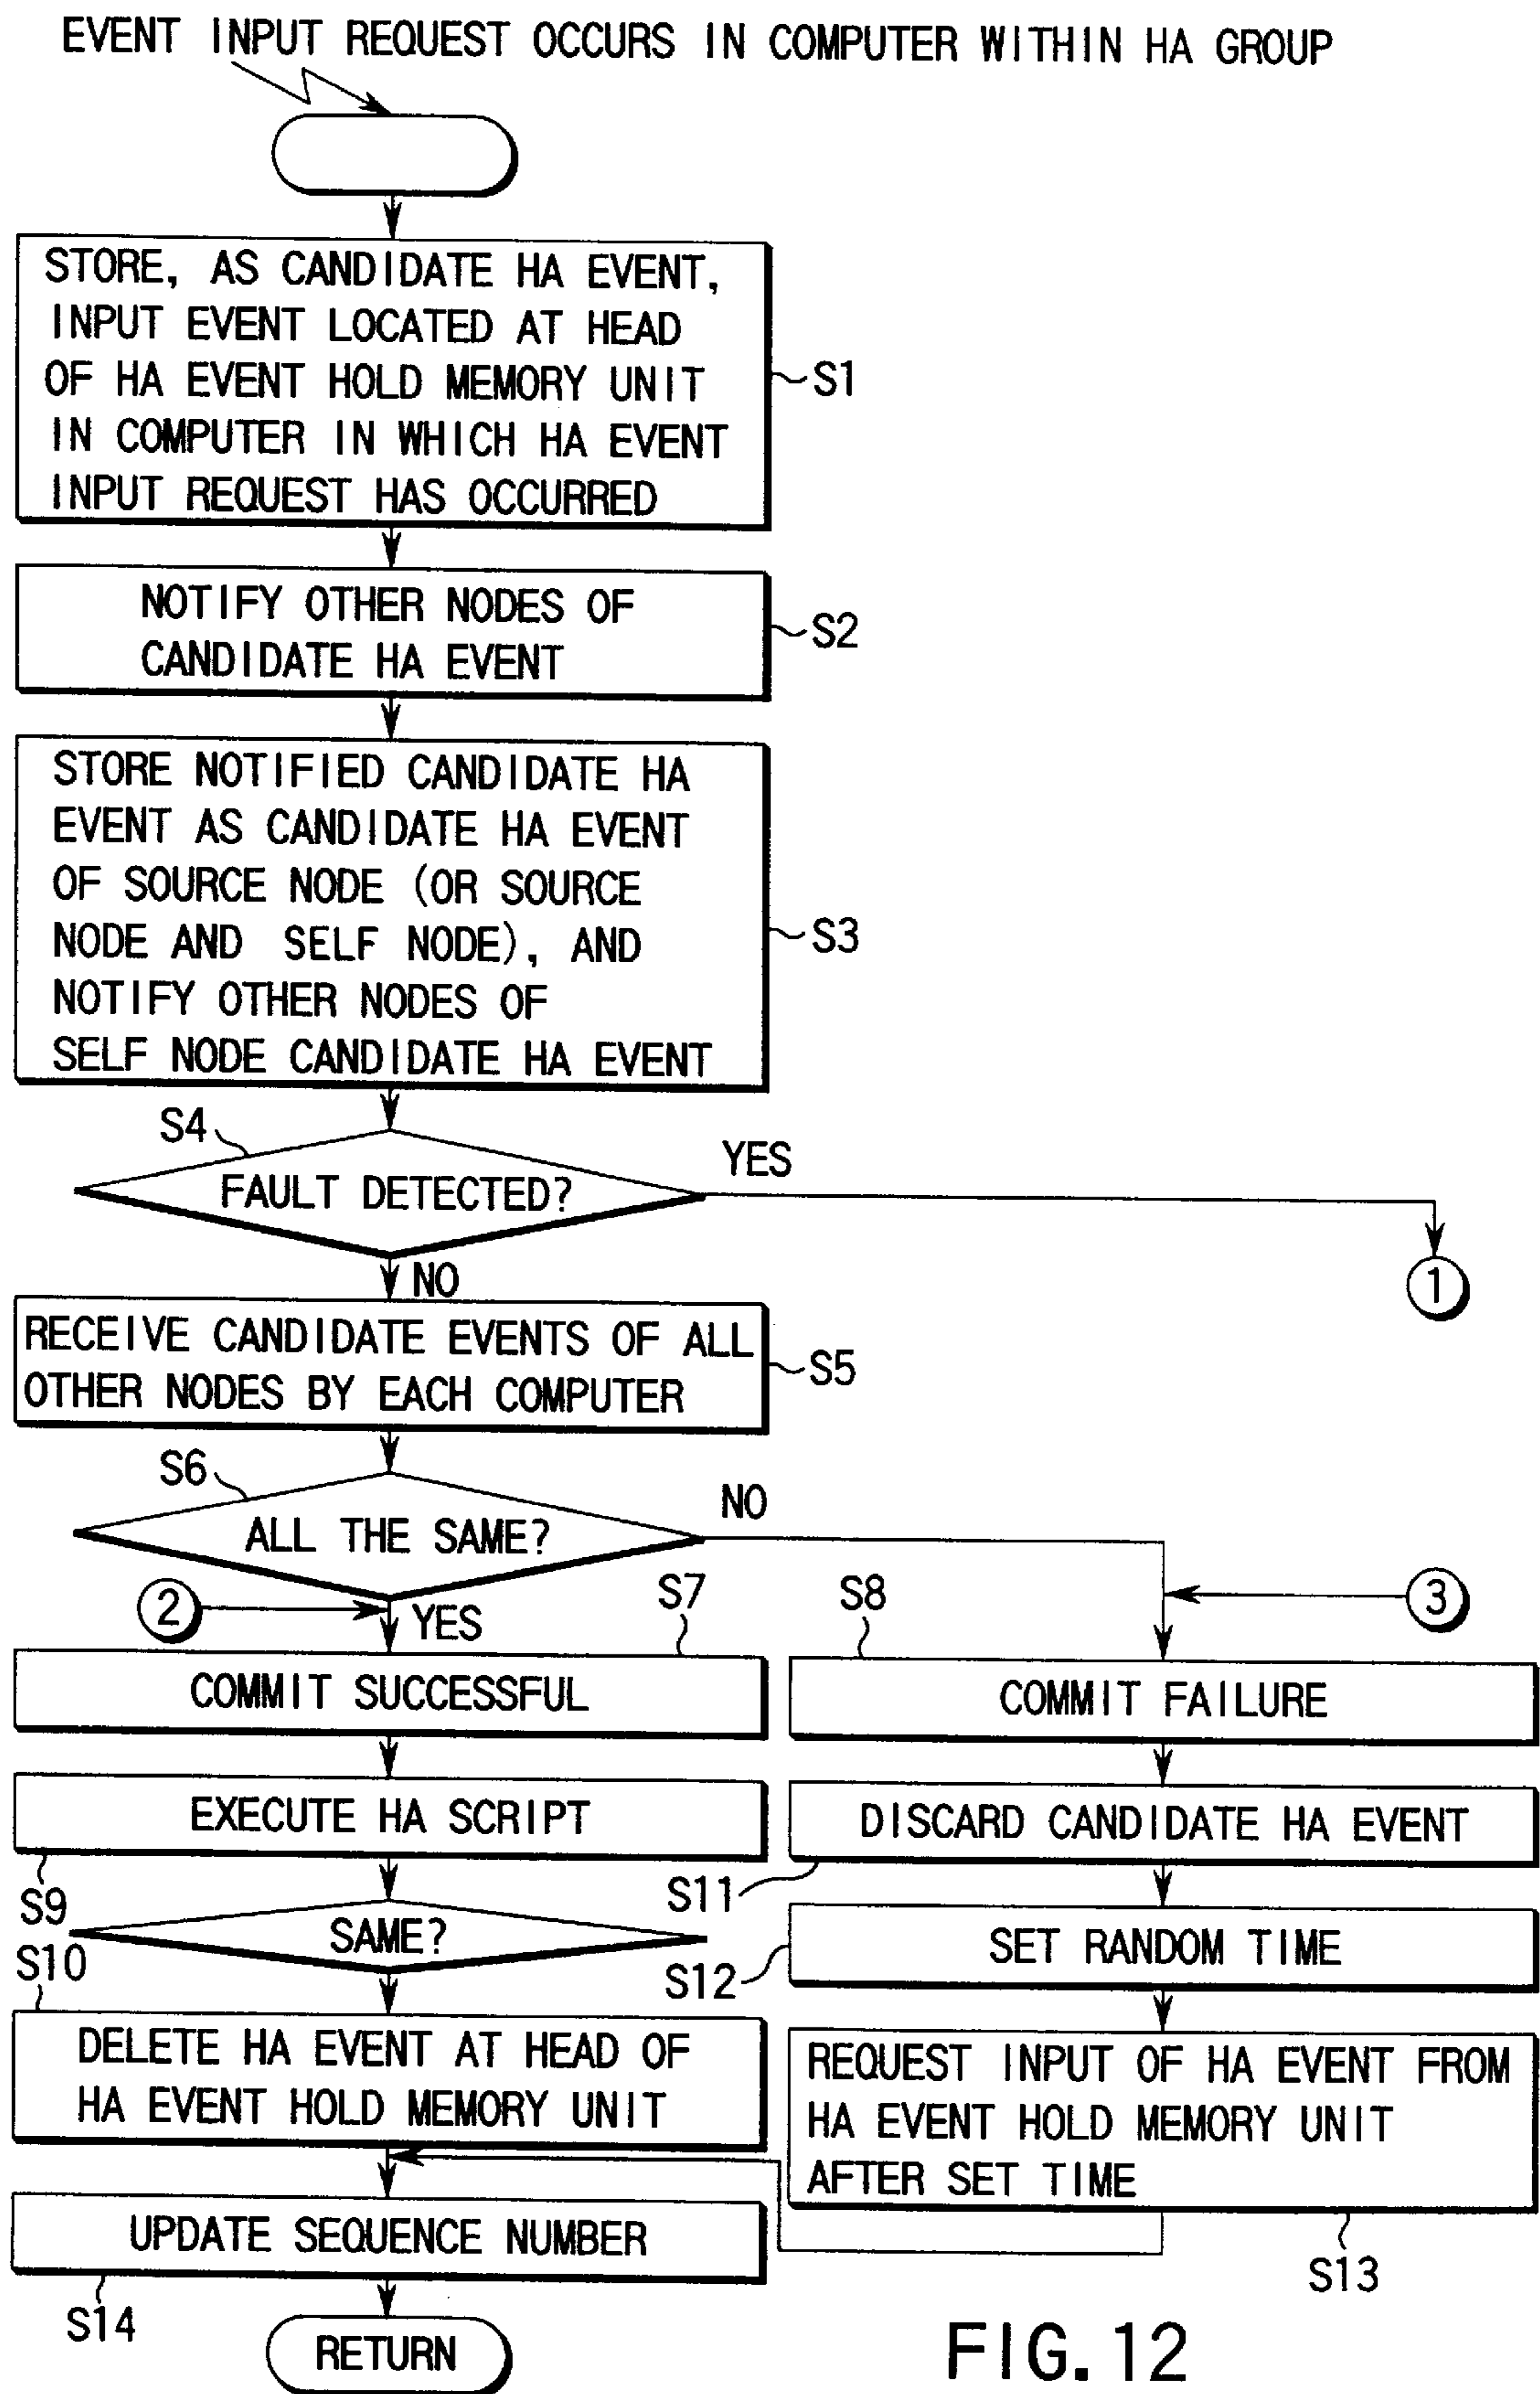 EVENT INPUT REQUEST OCCURS IN COMPUTER WITHIN HA GROUP
STORE, AS CANDIDATE HA EVENT,
INPUT EVENT LOCATED AT HEAD
OF HA EVENT HOLD MEMORY UNIT
IN COMPUTER IN WHICH HA EVENT
INPUT REQUEST HAS OCCURRED
S1
NOTIFY OTHER NODES OF
CANDIDATE HA EVENT
S2
STORE NOTIFIED CANDIDATE HA
EVENT AS CANDIDATE HA EVENT
OF SOURCE NODE (OR SOURCE
NODE AND SELF NODE), AND
NOTIFY OTHER NODES OF
SELF NODE CANDIDATE HA EVENT
S3
S4
FAULT DETECTED?
YES
1
NO
RECEIVE CANDIDATE EVENTS OF ALL
OTHER NODES BY EACH COMPUTER
S5
S6
ALL THE SAME?
NO
2
YES
S7
S8
3
COMMIT SUCCESSFUL
COMMIT FAILURE
EXECUTE HA SCRIPT
DISCARD CANDIDATE HA EVENT
S9
S11
SAME?
SET RANDOM TIME
S10
S12
DELETE HA EVENT AT HEAD OF
HA EVENT HOLD MEMORY UNIT
REQUEST INPUT OF HA EVENT FROM
HA EVENT HOLD MEMORY UNIT
AFTER SET TIME
UPDATE SEQUENCE NUMBER
S13
S14
RETURN
FIG. 12